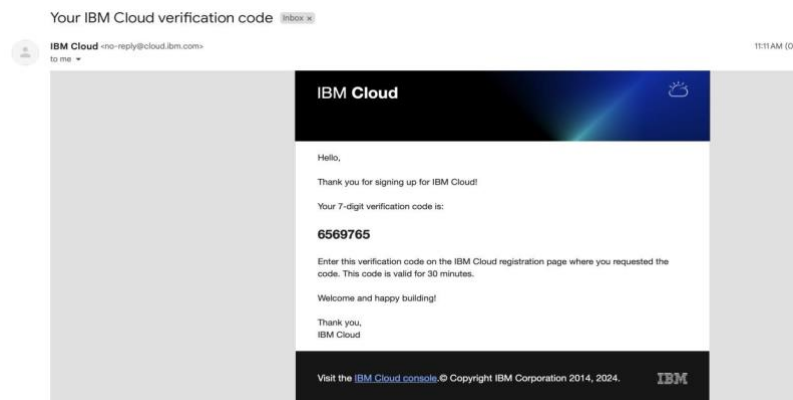 Your IBM Cloud verification code Inbox x
IBM Cloud <no-reply@cloud.ibm.com>
11:11 AM (0
to me
IBM Cloud
Hello,
Thank you for signing up for IBM Cloud!
Your 7-digit verification code is:
6569765
Enter this verification code on the IBM Cloud registration page where you requested the
code. This code is valid for 30 minutes.
Welcome and happy building!
Thank you,
IBM Cloud
Visit the IBM Cloud console.© Copyright IBM Corporation 2014, 2024.
IBM